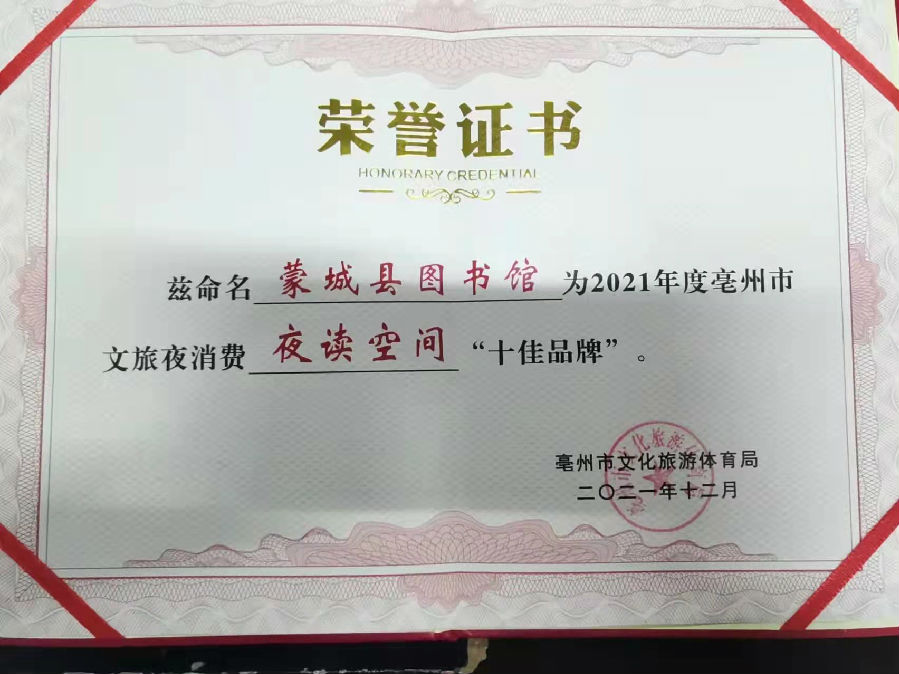 荣誉证书
HONORARY CREDENTIAL
兹命名 蒙城县图书馆 为2021年度亳州市
文旅夜消费 夜读空间 “十佳品牌”。
亳州市文化旅游体育局
二〇二一年十二月